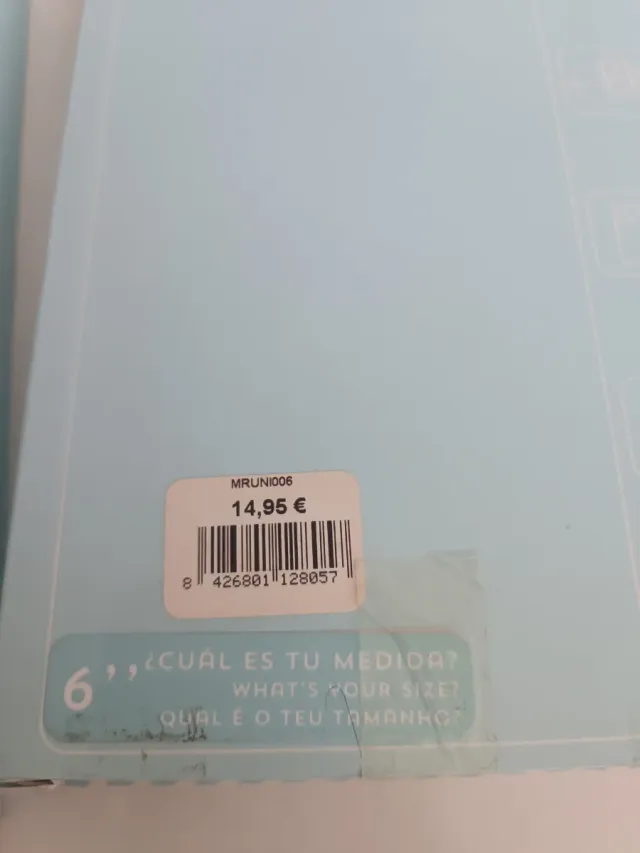 MRUNI006
14,95 €
8 426801 128057
6’’
¿CUÁL ES TU MEDIDA?
WHAT'S YOUR SIZE?
QUAL É O TEU TAMANHO?